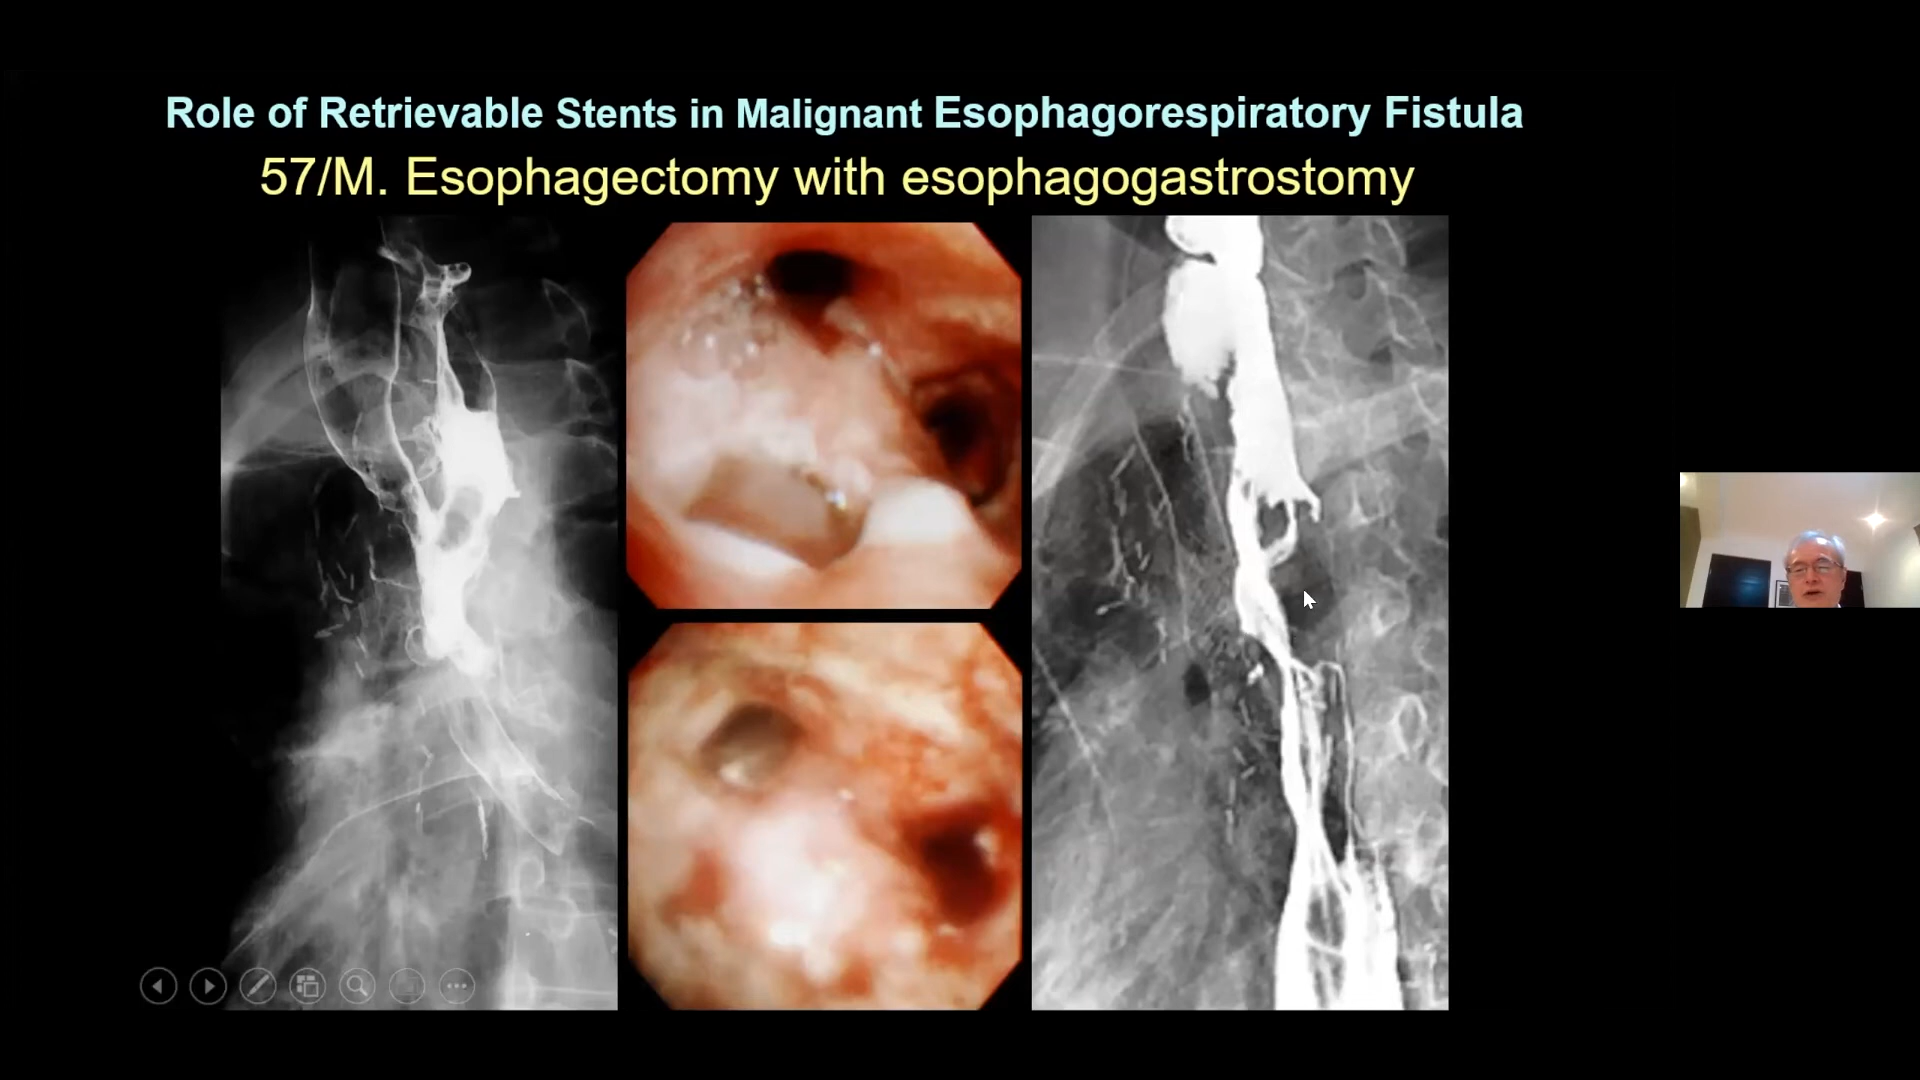 Role of Retrievable Stents in Malignant Esophagorespiratory Fistula
57/M. Esophagectomy with esophagogastrostomy